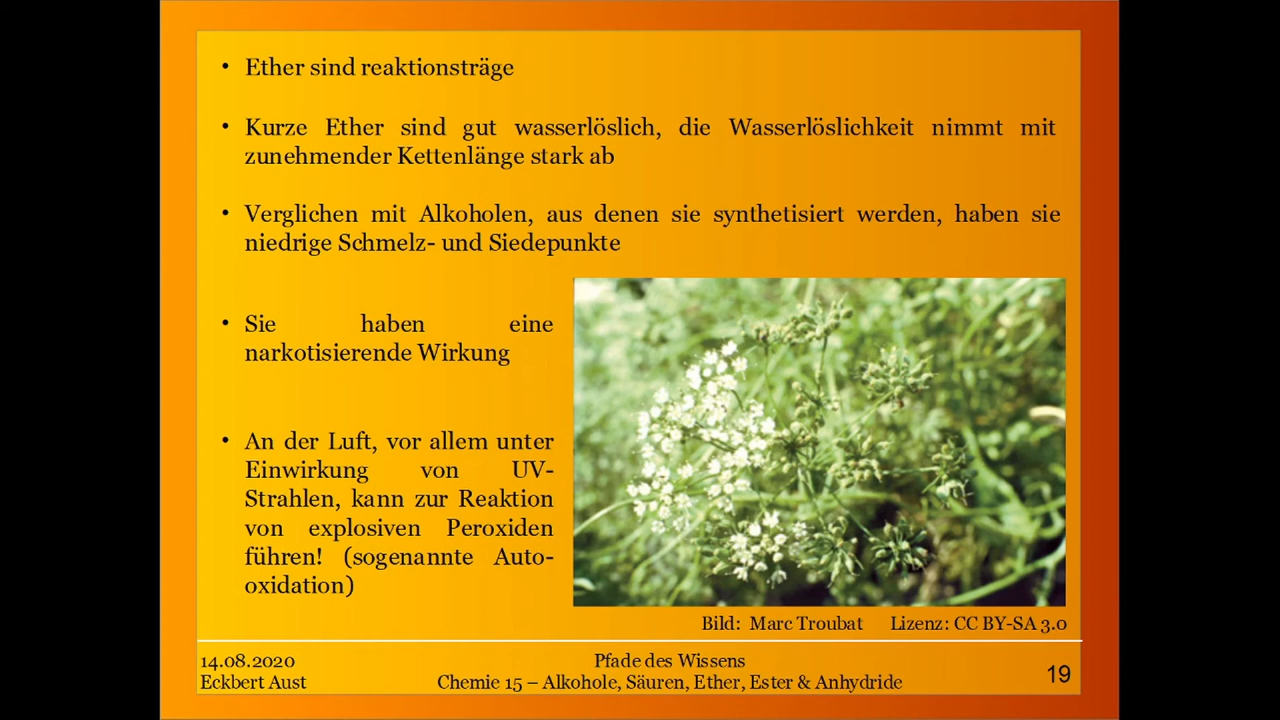 • Ether sind reaktionsträge
• Kurze Ether sind gut wasserlöslich, die Wasserlöslichkeit nimmt mit
zunehmender Kettenlänge stark ab
• Verglichen mit Alkoholen, aus denen sie synthetisiert werden, haben sie
niedrige Schmelz- und Siedepunkte
• Sie haben eine
narkotisierende Wirkung
• An der Luft, vor allem unter
Einwirkung von UV-
Strahlen, kann zur Reaktion
von explosiven Peroxiden
führen! (sogenannte Auto-
oxidation)
Bild: Marc Troubat Lizenz: CC BY-SA 3.0
14.08.2020 Pfade des Wissens
Eckbert Aust Chemie 15 – Alkohole, Säuren, Ether, Ester & Anhydride 19